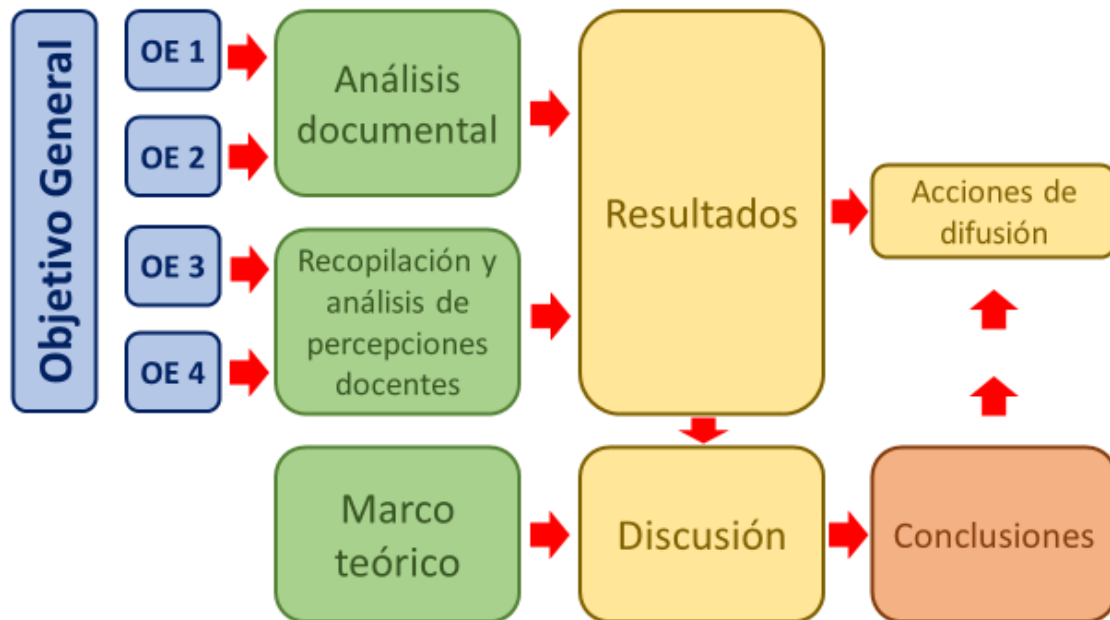 Objetivo General
OE 1
OE 2
OE 3
OE 4
Análisis
documental
Recopilación y
análisis de
percepciones
docentes
Marco
teórico
Resultados
Discusión
Acciones de
difusión
Conclusiones